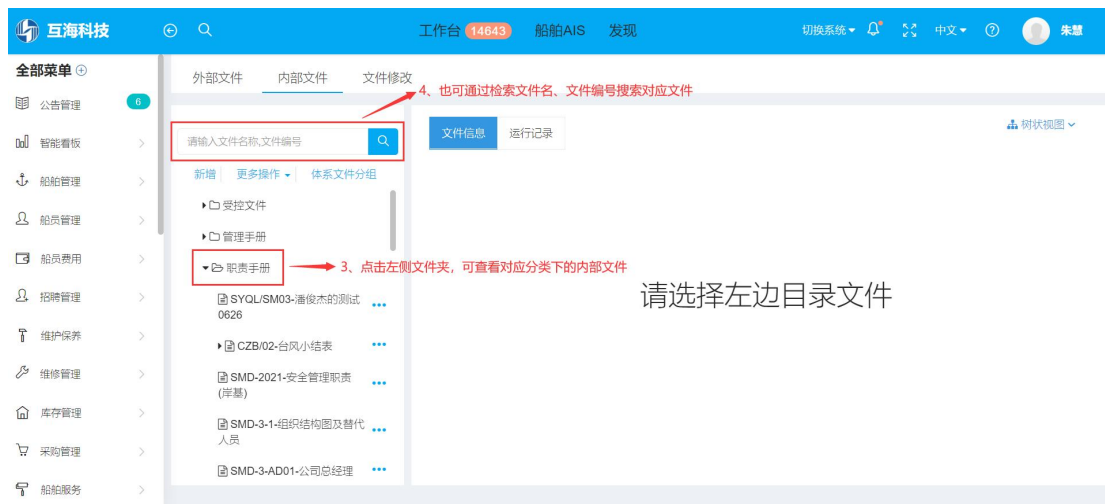 互海科技
工作台 14643 船舶AIS 发现
切换系统 中文 朱慧
全部菜单
公告管理 6
智能看板
船舶管理
船员管理
船员费用
招聘管理
维护保养
维修管理
库存管理
采购管理
船舶服务
外部文件 内部文件 文件修改
4、也可通过检索文件名、文件编号搜索对应文件
请输入文件名称,文件编号
新增 更多操作 体系文件分组
受控文件
管理手册
职责手册
3、点击左侧文件夹，可查看对应分类下的内部文件
SYQL/SM03-潘俊杰的测试
0626
CZB/02-台风小结表
SMD-2021-安全管理职责
(岸基)
SMD-3-1-组织结构图及替代
人员
SMD-3-AD01-公司总经理
文件信息 运行记录
树状视图
请选择左边目录文件